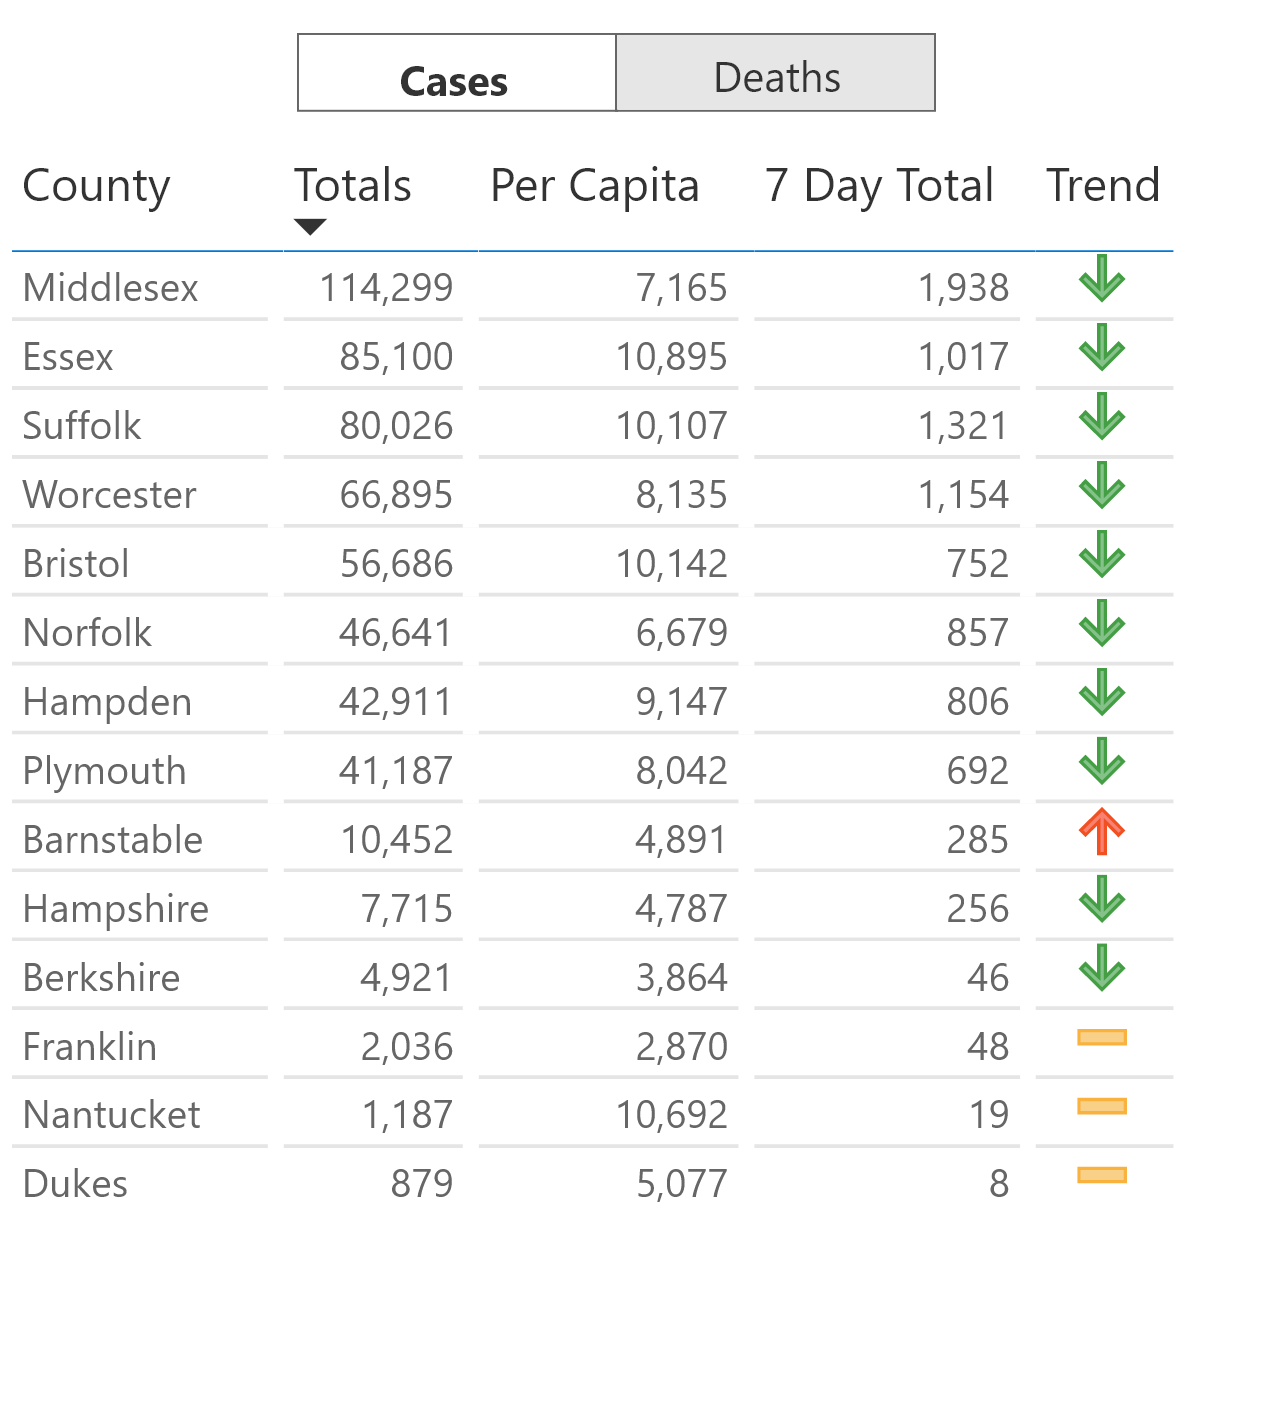 Cases Deaths
County Totals Per Capita 7 Day Total Trend
Middlesex 114,299 7,165 1,938
Essex 85,100 10,895 1,017
Suffolk 80,026 10,107 1,321
Worcester 66,895 8,135 1,154
Bristol 56,686 10,142 752
Norfolk 46,641 6,679 857
Hampden 42,911 9,147 806
Plymouth 41,187 8,042 692
Barnstable 10,452 4,891 285
Hampshire 7,715 4,787 256
Berkshire 4,921 3,864 46
Franklin 2,036 2,870 48
Nantucket 1,187 10,692 19
Dukes 879 5,077 8